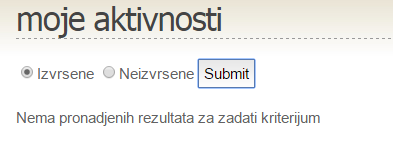 moje aktivnosti
Izvrsene Neizvrsene Submit
Nema pronadjenih rezultata za zadati kriterijum